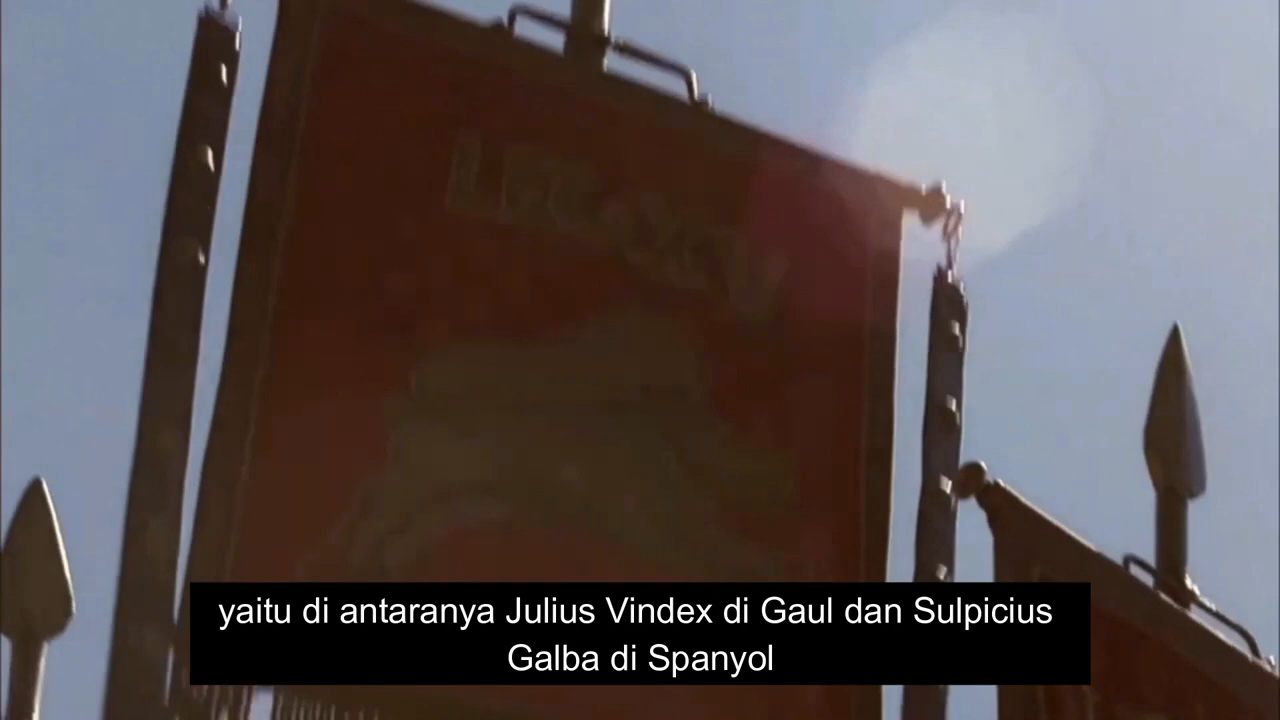 yaitu di antaranya Julius Vindex di Gaul dan Sulpicius
Galba di Spanyol